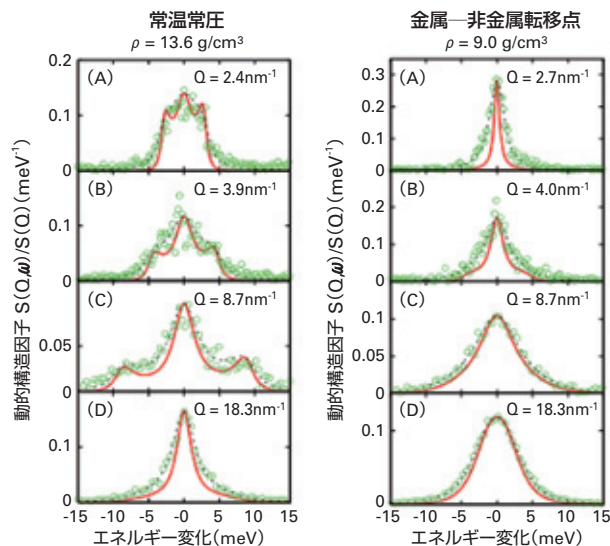 常温常圧
ρ = 13.6 g/cm³
動的構造因子 S(Q,ω)/S(Q)(meV⁻¹)
0.2
(A)
Q = 2.4nm⁻¹
0.1
0
(B)
Q = 3.9nm⁻¹
0.1
0
(C)
Q = 8.7nm⁻¹
0.05
0
(D)
Q = 18.3nm⁻¹
0.1
0
-15 -10 -5 -0 5 10 15
エネルギー変化(meV)
金属—非金属転移点
ρ = 9.0 g/cm³
動的構造因子 S(Q,ω)/S(Q)(meV⁻¹)
0.3
(A)
Q = 2.7nm⁻¹
0.2
0.1
0
(B)
Q = 4.0nm⁻¹
0.2
0.1
0
(C)
Q = 8.7nm⁻¹
0.1
0.05
0
(D)
Q = 18.3nm⁻¹
0.1
0
-15 -10 -5 -0 5 10 15
エネルギー変化(meV)